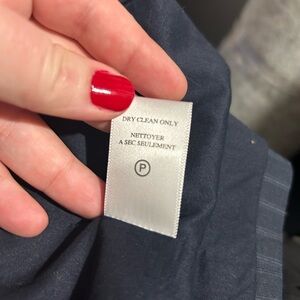 DRY CLEAN ONLY
NETTOYER
A SEC SEULEMENT
P